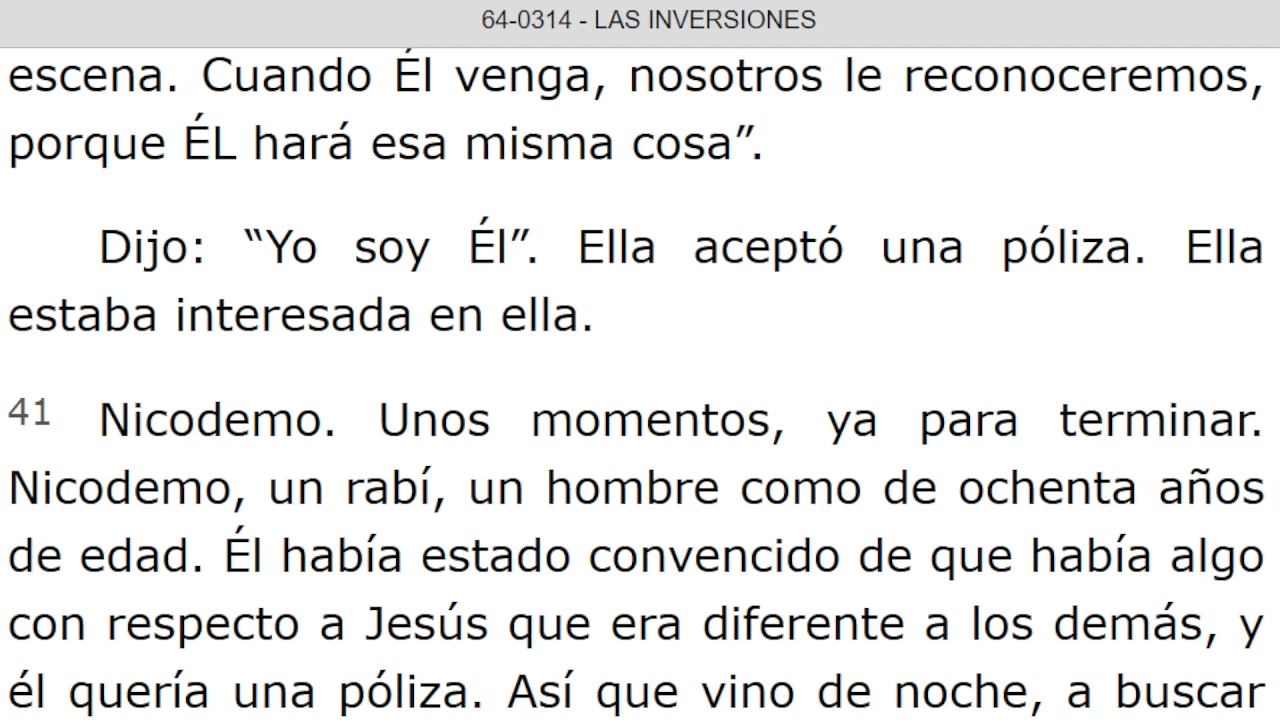 64-0314 - LAS INVERSIONES
escena. Cuando Él venga, nosotros le reconoceremos,
porque ÉL hará esa misma cosa”.
Dijo: “Yo soy Él”. Ella aceptó una póliza. Ella
estaba interesada en ella.
41 Nicodemo. Unos momentos, ya para terminar.
Nicodemo, un rabí, un hombre como de ochenta años
de edad. Él había estado convencido de que había algo
con respecto a Jesús que era diferente a los demás, y
él quería una póliza. Así que vino de noche, a buscar